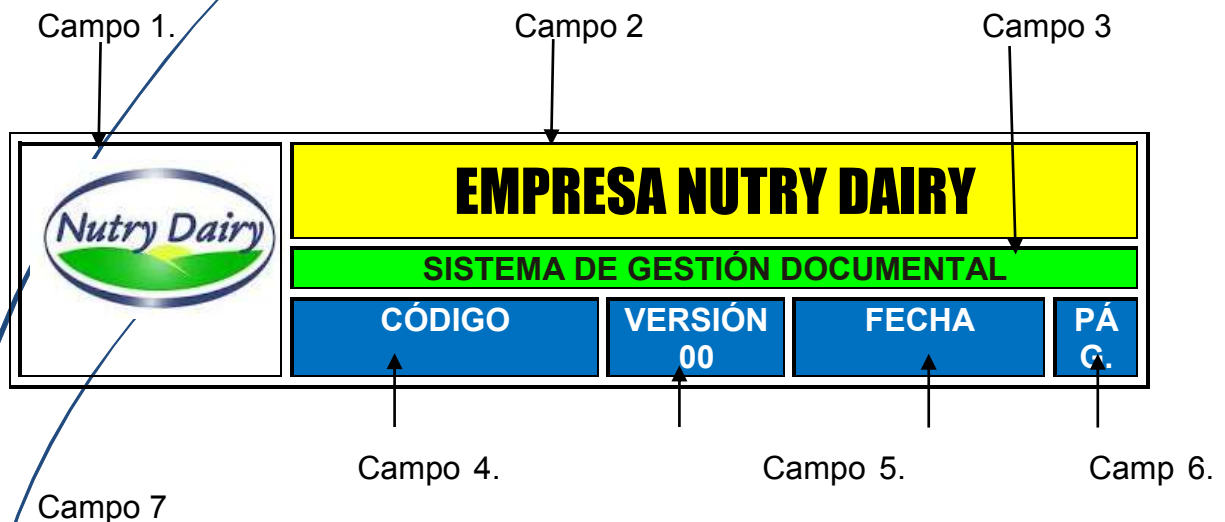 Campo 1. Campo 2 Campo 3
Nutry Dairy
EMPRESA NUTRY DAIRY
SISTEMA DE GESTIÓN DOCUMENTAL
CÓDIGO VERSIÓN FECHA PÁ
00 G.
Campo 4. Campo 5. Camp 6.
Campo 7